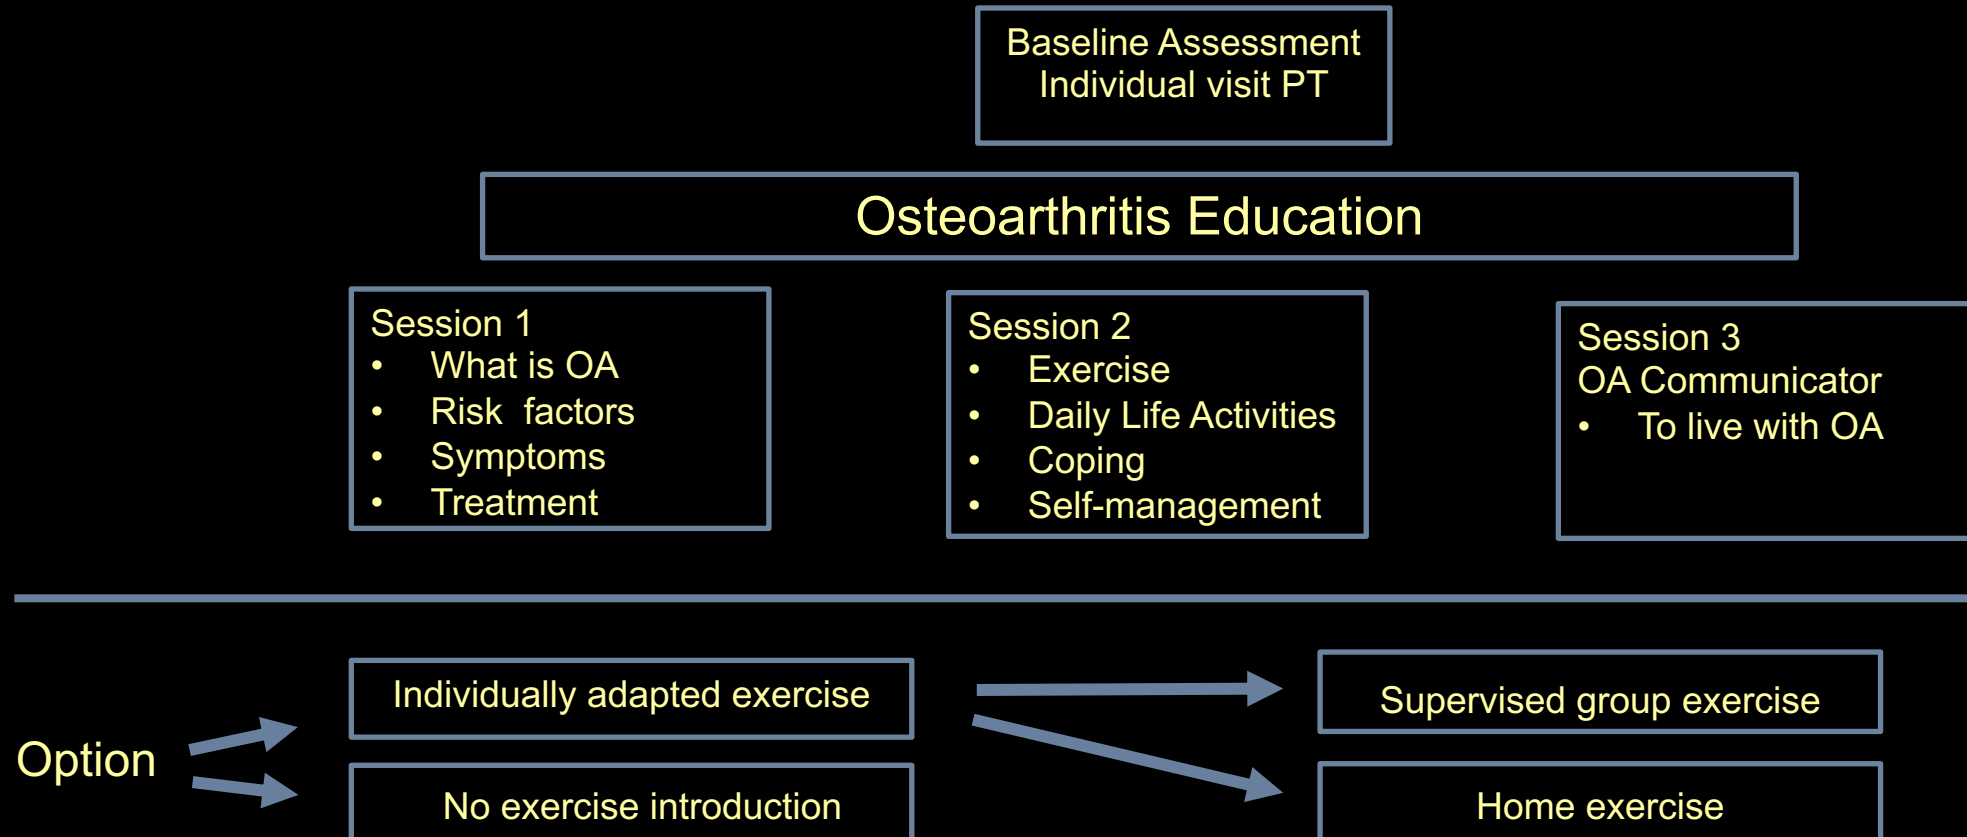 Baseline Assessment
Individual visit PT
Osteoarthritis Education
Session 1
• What is OA
• Risk factors
• Symptoms
• Treatment
Session 2
• Exercise
• Daily Life Activities
• Coping
• Self-management
Session 3
OA Communicator
• To live with OA
Option
Individually adapted exercise
No exercise introduction
Supervised group exercise
Home exercise